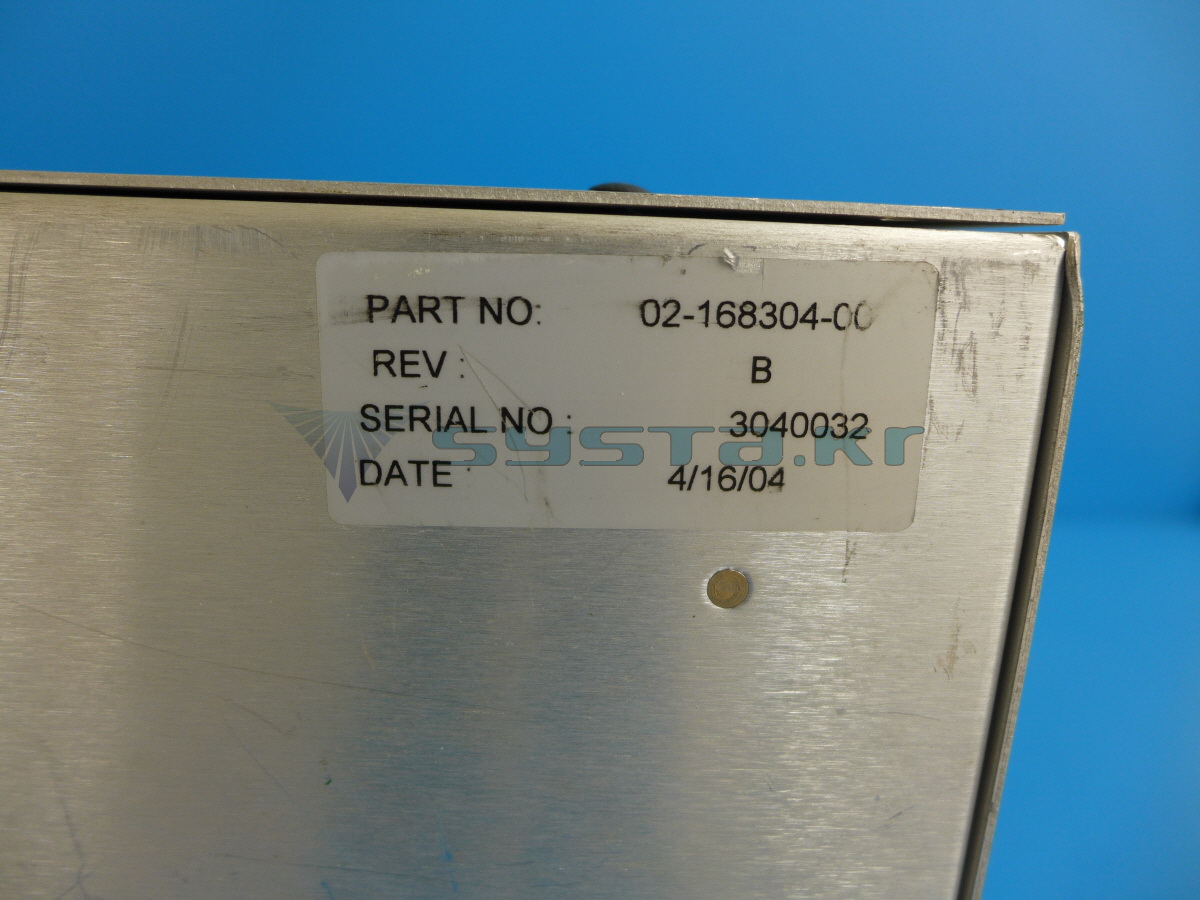 PART NO: 02-168304-00
REV : B
SERIAL NO : 3040032
DATE : 4/16/04
systa.kr